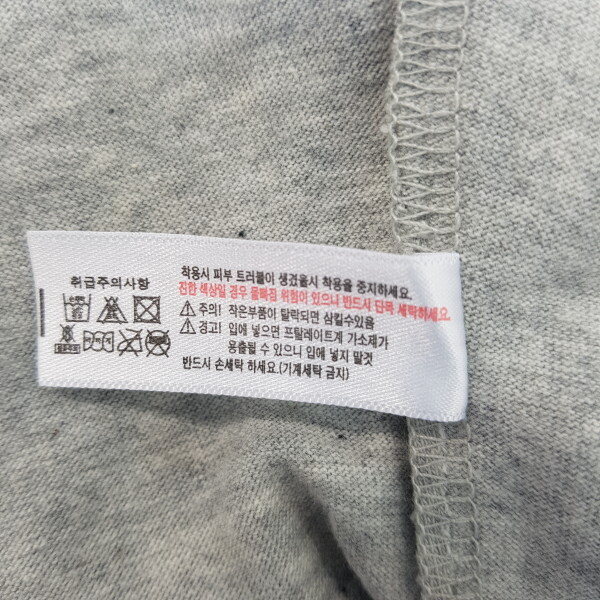 취급주의사항
착용시 피부 트러블이 생겼을시 착용을 중지하세요.
진한 색상일 경우 물빠짐 위험이 있으니 반드시 단독 세탁하세요.
주의! 작은부품이 탈락되면 삼킬수있음
경고! 입에 넣으면 프탈레이트계 가소제가
용출될 수 있으니 입에 넣지 말것
반드시 손세탁 하세요.(기계세탁 금지)